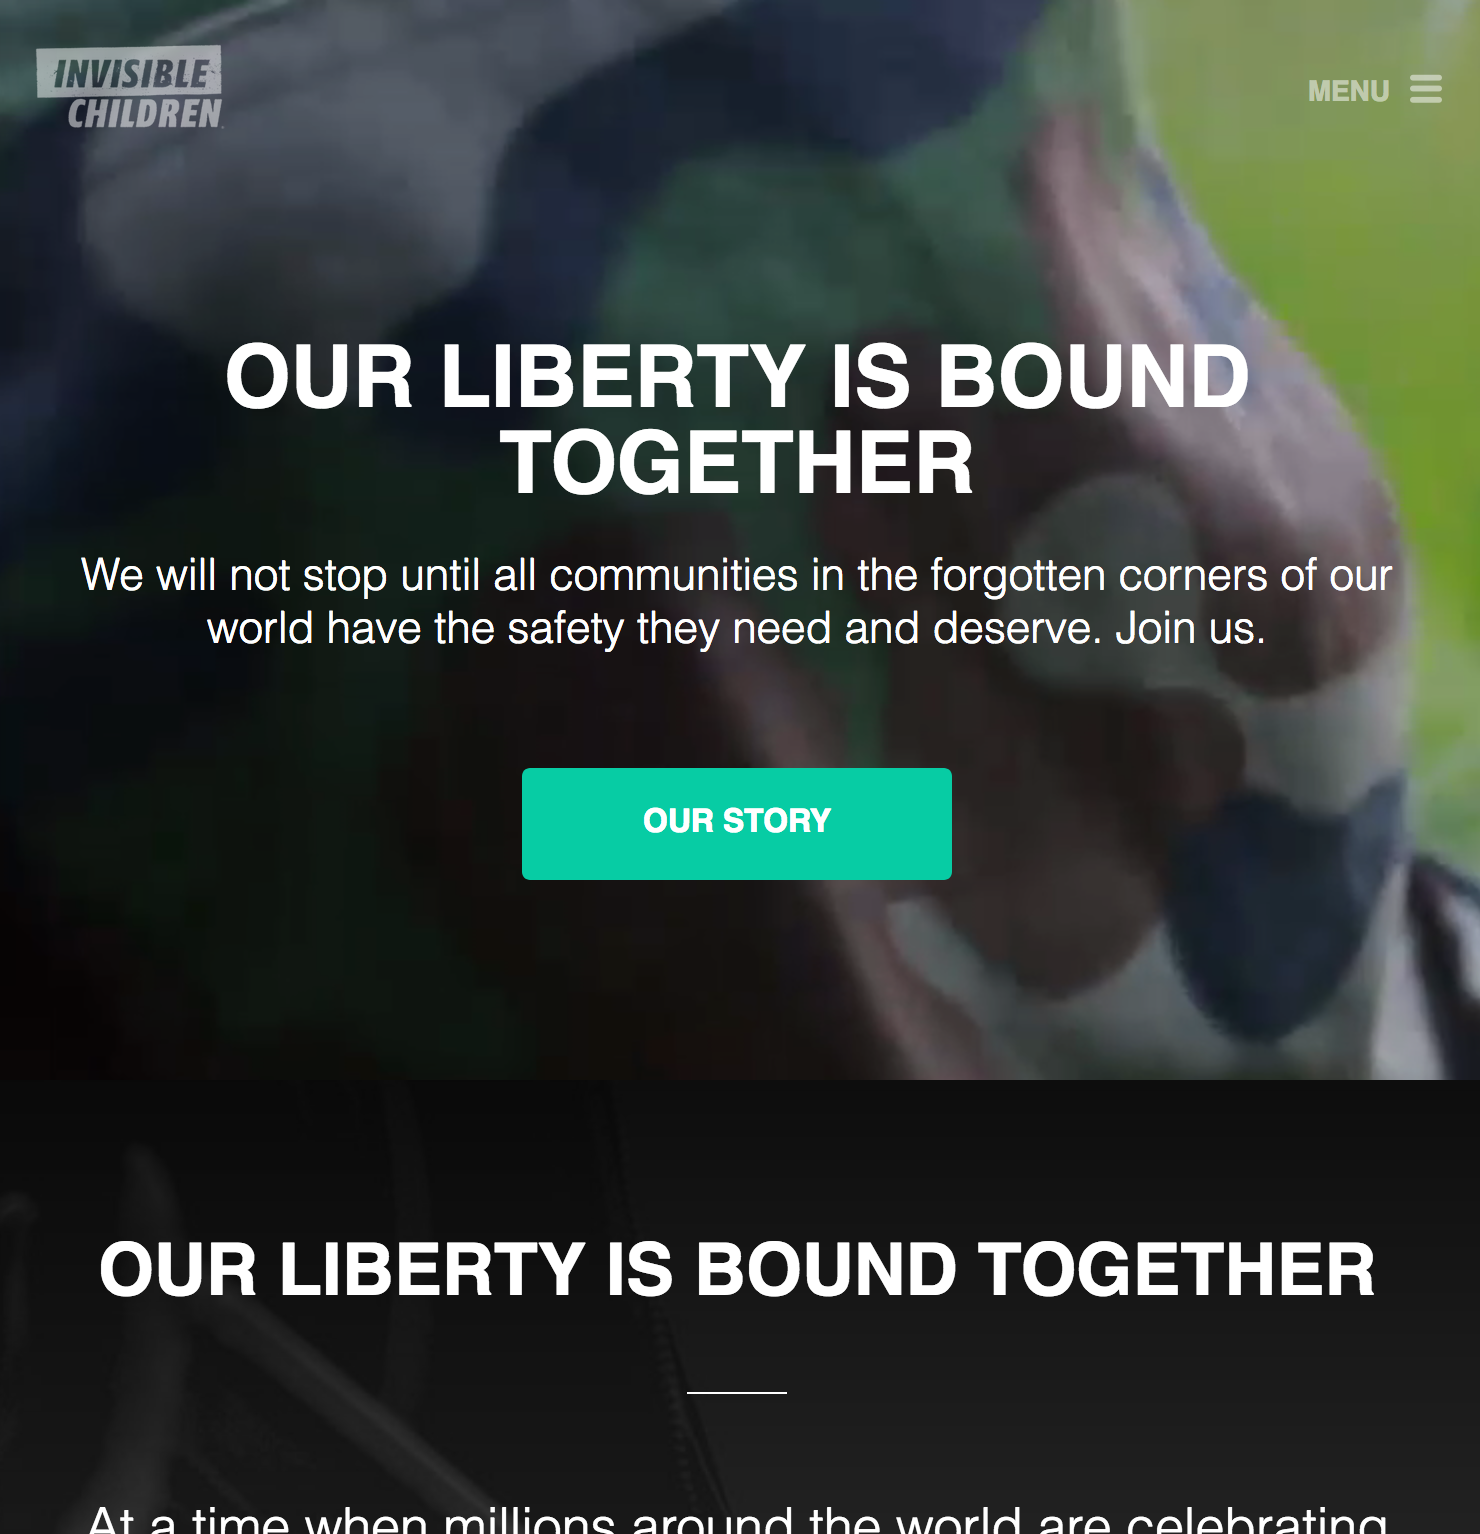 INVISIBLE
CHILDREN
MENU
OUR LIBERTY IS BOUND
TOGETHER
We will not stop until all communities in the forgotten corners of our
world have the safety they need and deserve. Join us.
OUR STORY
OUR LIBERTY IS BOUND TOGETHER
At a time when millions around the world are celebrating